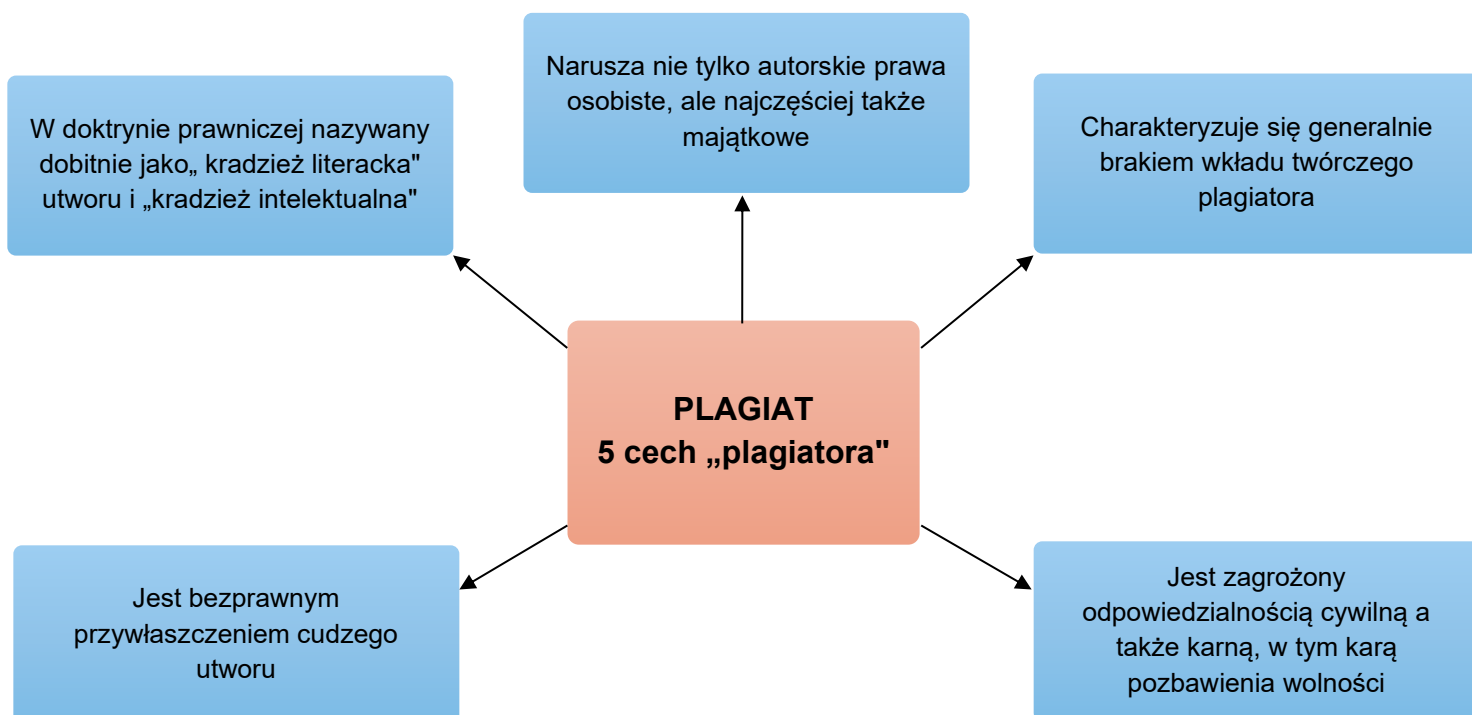 Narusza nie tylko autorskie prawa
osobiste, ale najczęściej także
majątkowe
W doktrynie prawniczej nazywany
dobitnie jako„ kradzież literacka"
utworu i „kradzież intelektualna"
Charakteryzuje się generalnie
brakiem wkładu twórczego
plagiatora
PLAGIAT
5 cech „plagiatora"
Jest bezprawnym
przywłaszczeniem cudzego
utworu
Jest zagrożony
odpowiedzialnością cywilną a
także karną, w tym karą
pozbawienia wolności